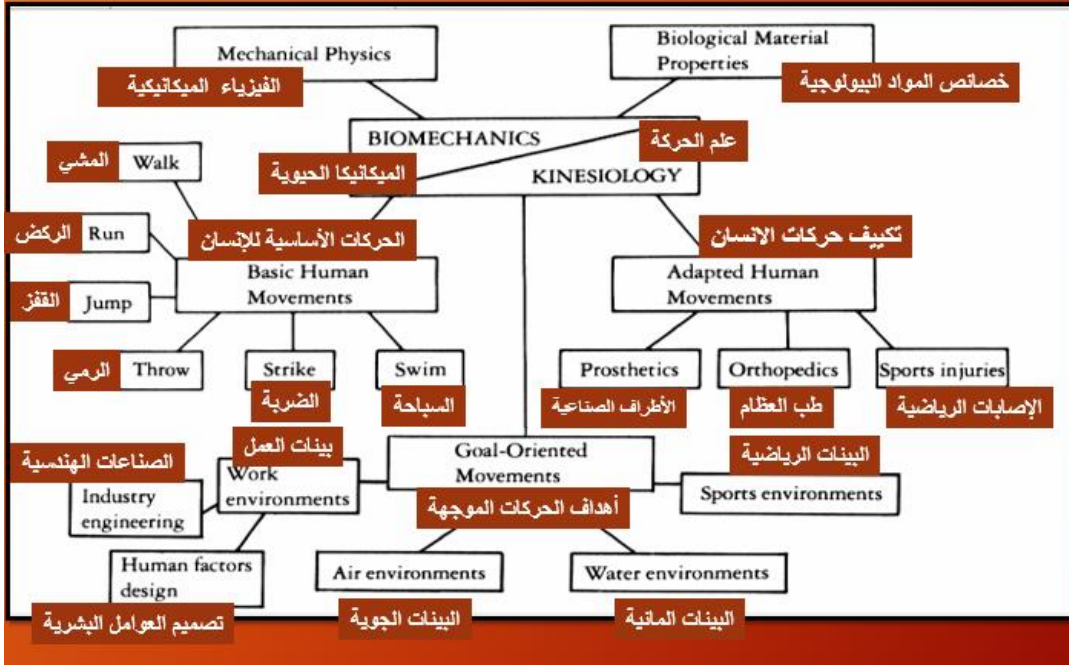 Mechanical Physics
الفيزياء الميكانيكية
Biological Material
Properties
خصائص المواد البيولوجية
BIOMECHANICS
علم الحركة
الميكانيكا الحيوية
KINESIOLOGY
المشي
Walk
الركض
Run
القفز
Jump
الرمي
Throw
الحركات الأساسية للإنسان
Basic Human
Movements
Strike
الضربة
Swim
السباحة
تكييف حركات الانسان
Adapted Human
Movements
Prosthetics
الأطراف الصناعية
Orthopedics
طب العظام
Sports injuries
الإصابات الرياضية
Goal-Oriented
Movements
أهداف الحركات الموجهة
بيئات العمل
Work
environments
الصناعات الهندسية
Industry
engineering
Human factors
design
تصميم العوامل البشرية
Air environments
البيئات الجوية
Water environments
البيئات المائية
البيئات الرياضية
Sports environments